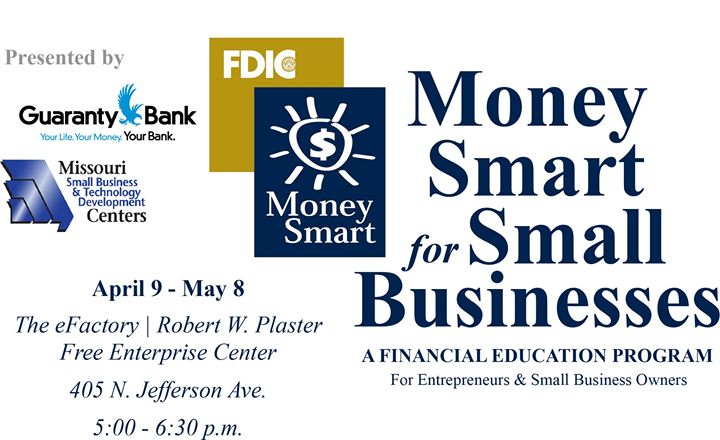 Presented by
Guaranty Bank
Your Life. Your Money. Your Bank.
Missouri
Small Business
& Technology
Development
Centers
FDIC
$
Money
Smart
April 9 - May 8
The eFactory | Robert W. Plaster
Free Enterprise Center
405 N. Jefferson Ave.
5:00 - 6:30 p.m.
Money
Smart
for Small
Businesses
A FINANCIAL EDUCATION PROGRAM
For Entrepreneurs & Small Business Owners